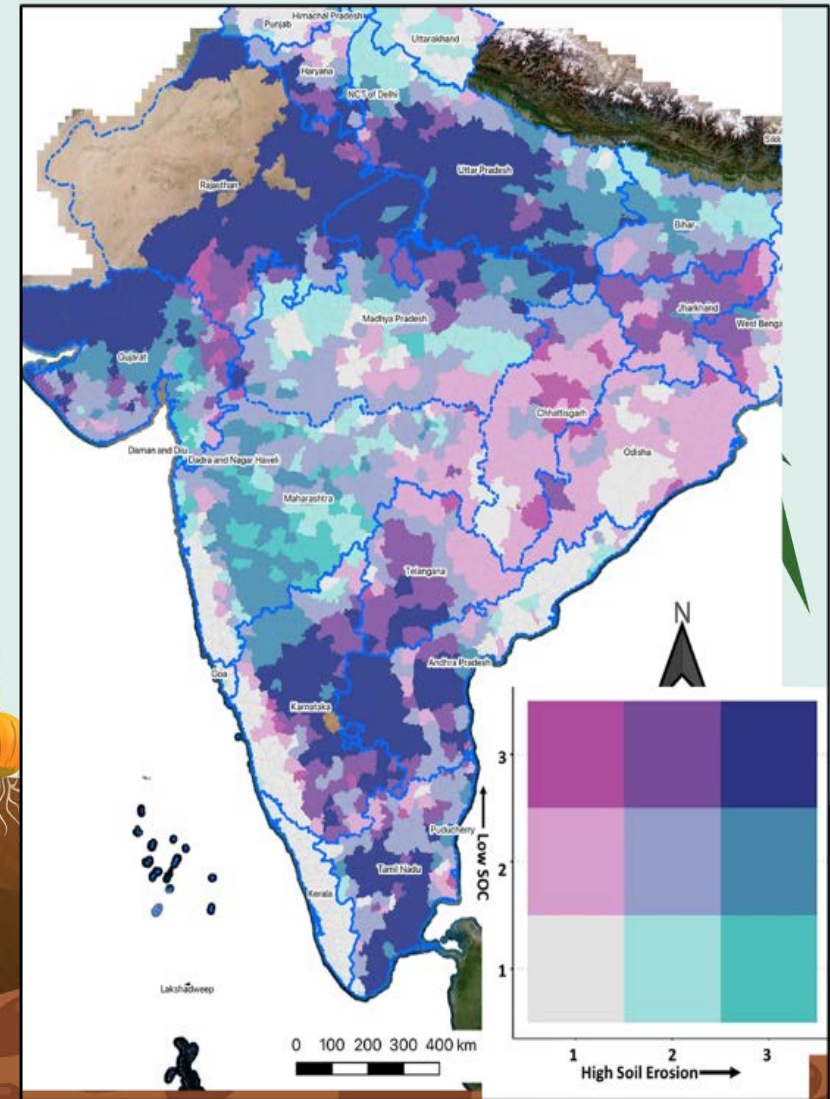 Himachal Pradesh
Punjab
Uttarakhand
Haryana
NCT of Delhi
Sikk
Rajasthan
Uttar Pradesh
Bihar
Jharkhand
West Benga
Madhya Pradesh
Gujarat
Chhattisgarh
Daman and Diu
Dadra and Nagar Haveli
Odisha
Maharashtra
Telangana
N
Andhra Pradesh
Goa
Karnataka
Puducherry
Tamil Nadu
Kerala
Lakshadweep
0 100 200 300 400 km
Low SOC
3
2
1
1 2 3
High Soil Erosion